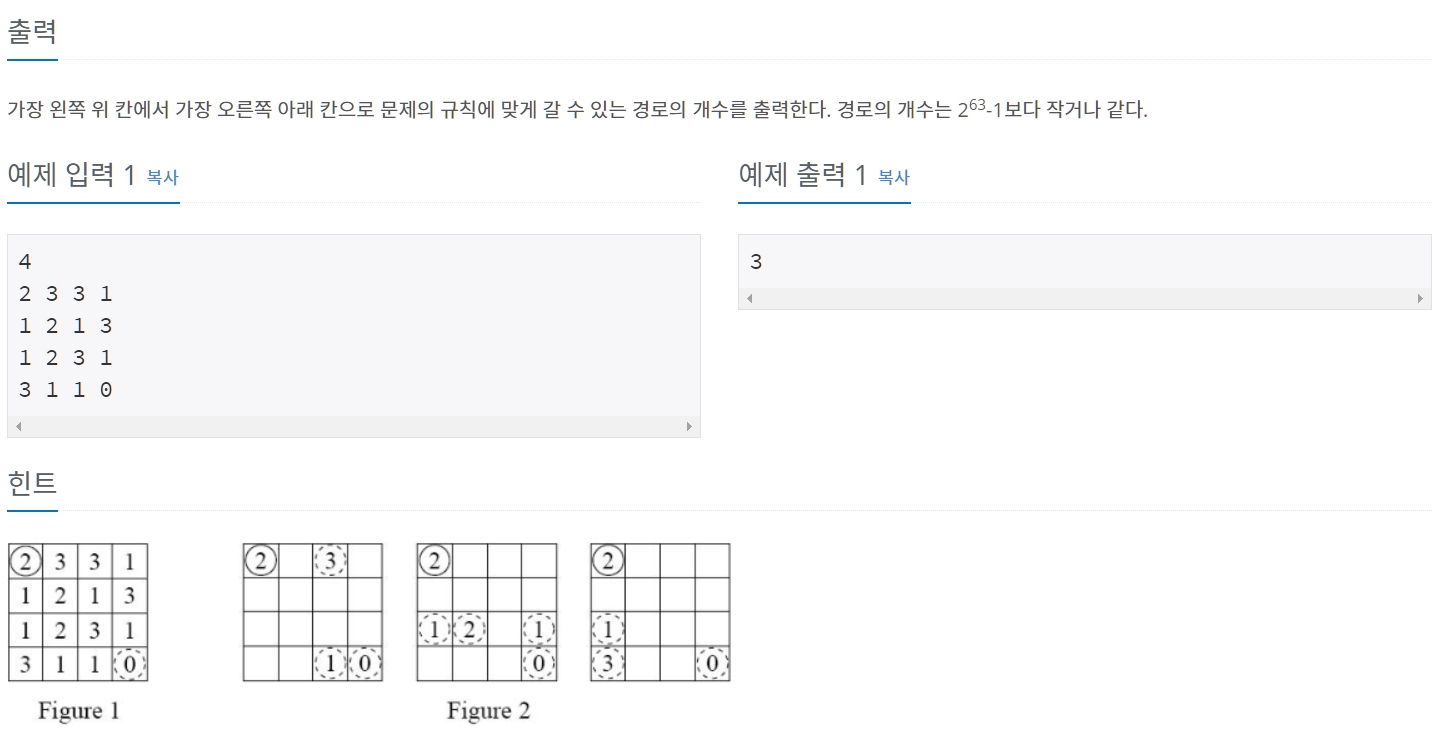 출력
가장 왼쪽 위 칸에서 가장 오른쪽 아래 칸으로 문제의 규칙에 맞게 갈 수 있는 경로의 개수를 출력한다. 경로의 개수는 2^63-1보다 작거나 같다.
예제 입력 1 복사
4
2 3 3 1
1 2 1 3
1 2 3 1
3 1 1 0
예제 출력 1 복사
3
힌트
2 3 3 1
1 2 1 3
1 2 3 1
3 1 1 0
Figure 1
2 3
1 0
2
1 2 1
0
2
1
3 0
Figure 2